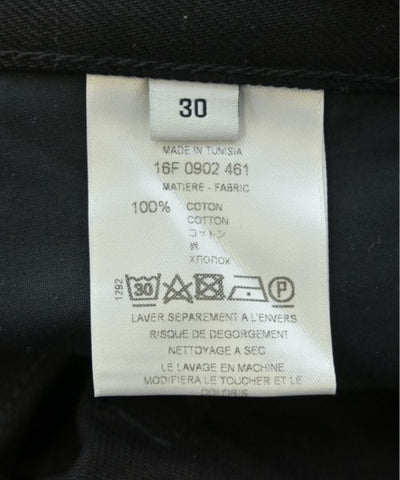 30
MADE IN TUNISIA
16F 0902 461
MATIERE - FABRIC
100% COTON
COTTON
コットン
棉
ХЛОПОК
1292
30 P
LAVER SEPAREMENT A L'ENVERS
RISQUE DE DEGORGEMENT
NETTOYAGE A SEC
LE LAVAGE EN MACHINE
MODIFIERA LE TOUCHER ET LE
COLORIS